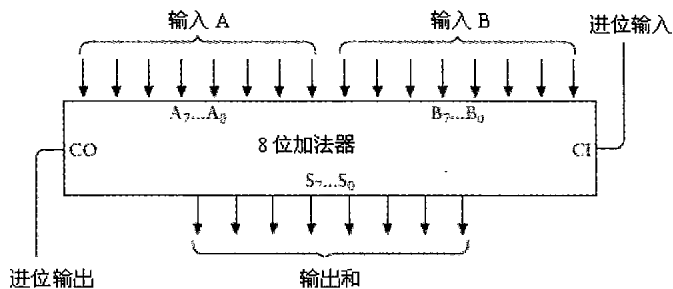 输入 A
输入 B
进位输入
A₇...A₀
B₇...B₀
CO
8 位加法器
CI
S₇...S₀
进位输出
输出和